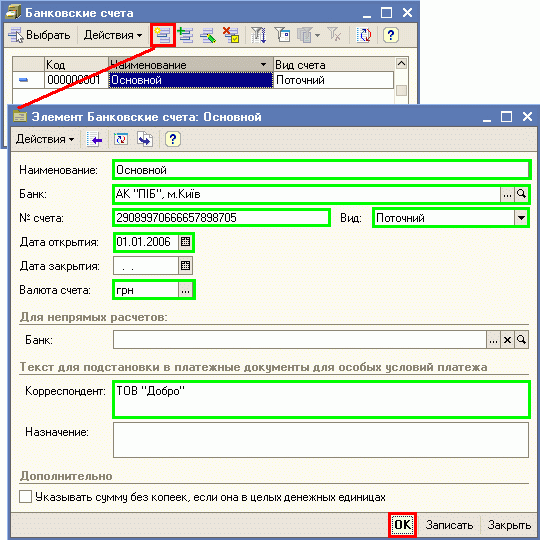 Банковские счета
Выбрать Действия
Код Наименование Вид счета
000000001 Основной Поточний
Элемент Банковские счета: Основной
Действия
Наименование: Основной
Банк: АК "ПІБ", м.Київ
№ счета: 29089970666657898705 Вид: Поточний
Дата открытия: 01.01.2006
Дата закрытия: . .
Валюта счета: грн
Для непрямых расчетов:
Банк:
Текст для подстановки в платежные документы для особых условий платежа
Корреспондент: ТОВ "Добро"
Назначение:
Дополнительно
Указывать сумму без копеек, если она в целых денежных единицах
ОК Записать Закрыть